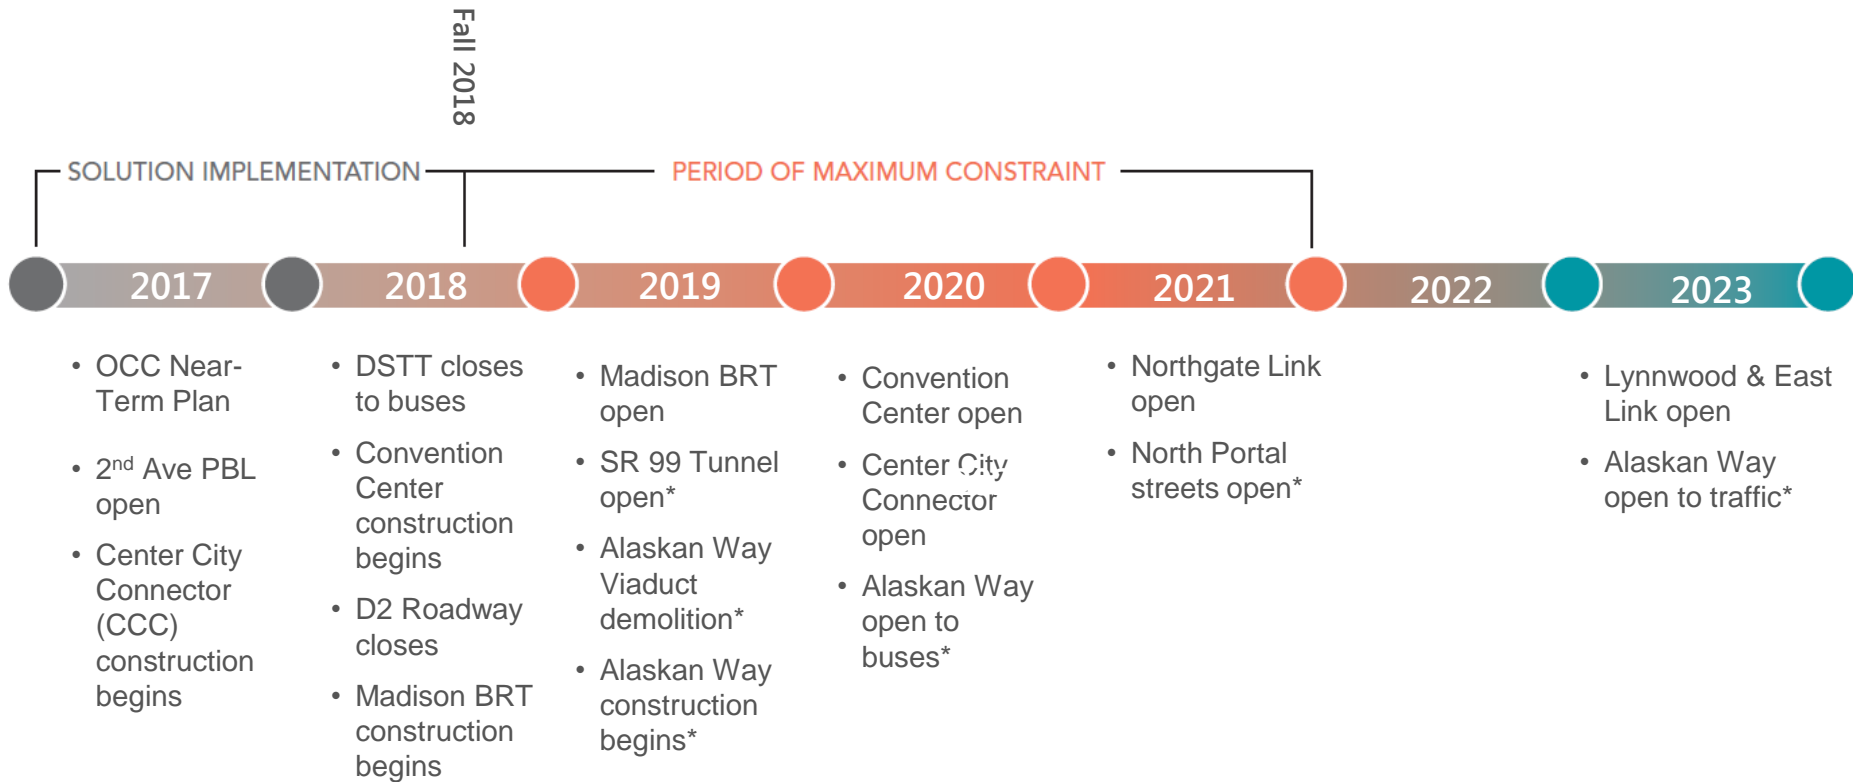 Fall 2018
SOLUTION IMPLEMENTATION
PERIOD OF MAXIMUM CONSTRAINT
2017
2018
2019
2020
2021
2022
2023
• OCC Near-
Term Plan
• 2nd Ave PBL
open
• Center City
Connector
(CCC)
construction
begins
• DSTT closes
to buses
• Convention
Center
construction
begins
• D2 Roadway
closes
• Madison BRT
construction
begins
• Madison BRT
open
• SR 99 Tunnel
open*
• Alaskan Way
Viaduct
demolition*
• Alaskan Way
construction
begins*
• Convention
Center open
• Center City
Connector
open
• Alaskan Way
open to
buses*
• Northgate Link
open
• North Portal
streets open*
• Lynnwood & East
Link open
• Alaskan Way
open to traffic*